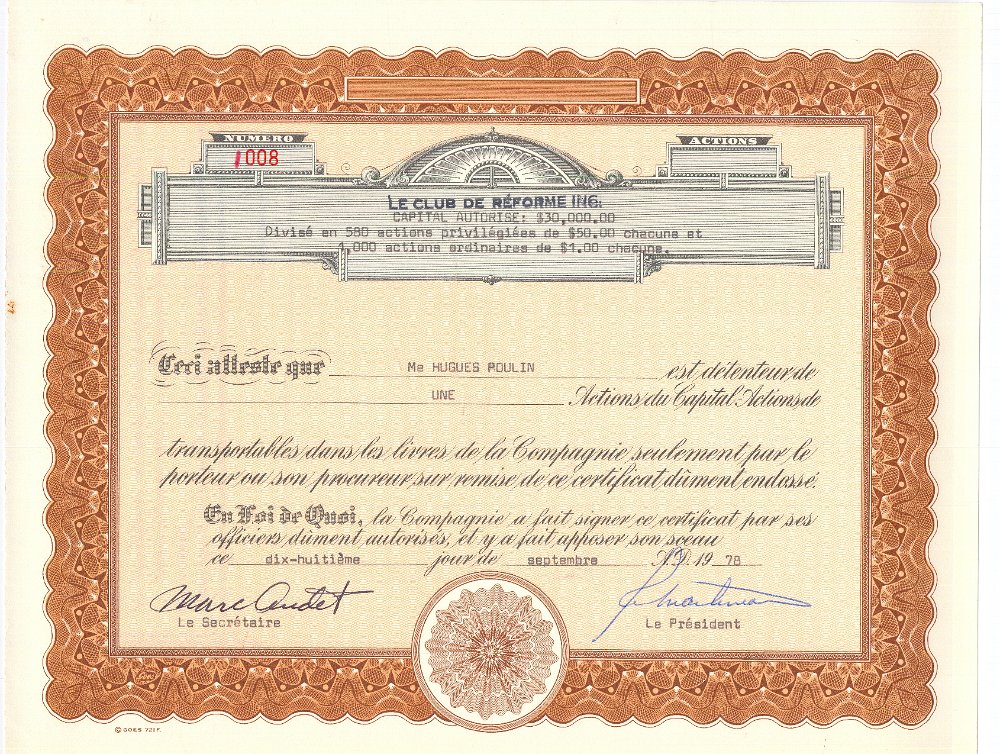 NUMERO
ACTIONS
1008
LE CLUB DE RÉFORME INC.
CAPITAL AUTORISE: $30,000.00
Divisé en 580 actions privilégiées de $50.00 chacune et
1,000 actions ordinaires de $1.00 chacune.
Ceci atteste que Me HUGUES POULIN est détenteur de
UNE Actions du Capital-Actions de
transportables dans les livres de la Compagnie seulement par le
porteur ou son procureur sur remise de ce certificat dûment endossé.
En Foi de Quoi, la Compagnie a fait signer ce certificat par ses
officiers dûment autorisés, et y a fait apposer son sceau
ce dix-huitième jour de septembre A.D. 19 78
Marc Audet
Le Secrétaire
Le Président
© GOES 721F.